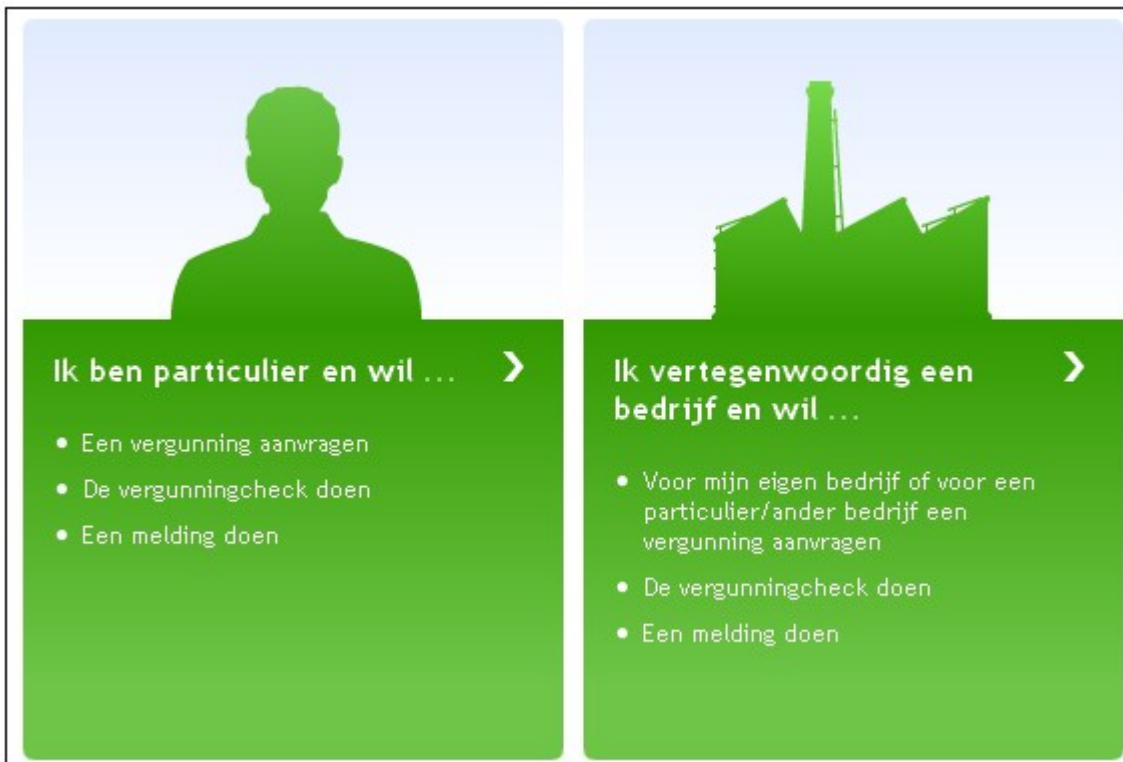 Ik ben particulier en wil ...
• Een vergunning aanvragen
• De vergunningcheck doen
• Een melding doen
Ik vertegenwoordig een
bedrijf en wil ...
• Voor mijn eigen bedrijf of voor een
particulier/ander bedrijf een
vergunning aanvragen
• De vergunningcheck doen
• Een melding doen